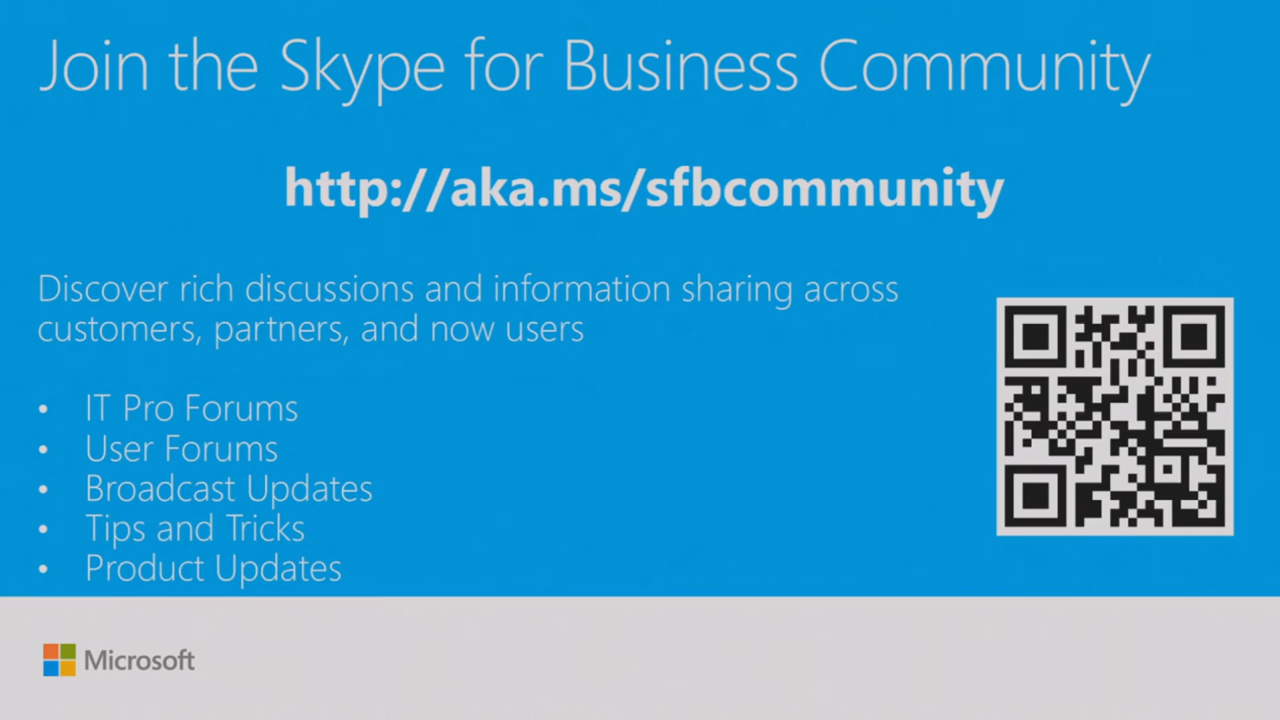 Join the Skype for Business Community
http://aka.ms/sfbcommunity
Discover rich discussions and information sharing across
customers, partners, and now users
• IT Pro Forums
• User Forums
• Broadcast Updates
• Tips and Tricks
• Product Updates
Microsoft